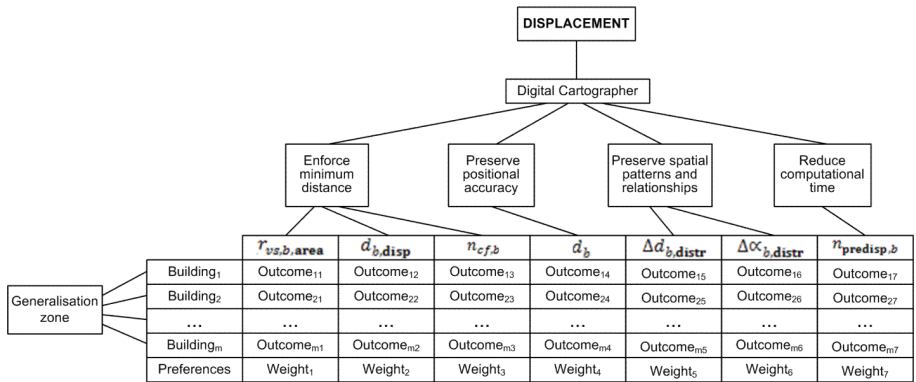 DISPLACEMENT
Digital Cartographer
Enforce
minimum
distance
Preserve
positional
accuracy
Preserve spatial
patterns and
relationships
Reduce
computational
time
r_vs,b,area d_b,disp n_cf,b d_b Δd_b,distr Δ∝_b,distr n_predisp,b
Generalisation
zone
Building₁ Outcome₁₁ Outcome₁₂ Outcome₁₃ Outcome₁₄ Outcome₁₅ Outcome₁₆ Outcome₁₇
Building₂ Outcome₂₁ Outcome₂₂ Outcome₂₃ Outcome₂₄ Outcome₂₅ Outcome₂₆ Outcome₂₇
... ... ... ... ... ... ... ...
Buildingₘ Outcomeₘ₁ Outcomeₘ₂ Outcomeₘ₃ Outcomeₘ₄ Outcomeₘ₅ Outcomeₘ₆ Outcomeₘ₇
Preferences Weight₁ Weight₂ Weight₃ Weight₄ Weight₅ Weight₆ Weight₇